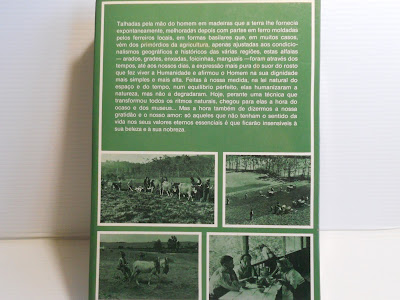 Talhadas pela mão do homem em madeiras que a terra lhe fornecia
expontaneamente, melhoradas depois com partes em ferro moldadas
pelos ferreiros locais, em formas basilares que, em muitos casos,
vêm dos primórdios da agricultura, apenas ajustadas aos condicio-
nalismos geográficos e históricos das várias regiões, estas alfaias
— arados, grades, enxadas, foicinhas, manguais —foram através dos
tempos, até aos nossos dias, a expressão mais pura do suor do rosto
que fez viver a Humanidade e afirmou o Homem na sua dignidade
mais simples e mais alta. Feitas à nossa medida, na lei natural do
espaço e do tempo, num equilíbrio perfeito, elas humanizaram a
natureza, mas não a degradaram. Hoje, perante uma técnica que
transformou todos os ritmos naturais, chegou para elas a hora do
ocaso e dos museus... Mas a hora também de dizermos a nossa
gratidão e o nosso amor: só aqueles que não tenham o sentido da
vida nos seus valores eternos essenciais é que ficarão insensíveis à
sua beleza e à sua nobreza.